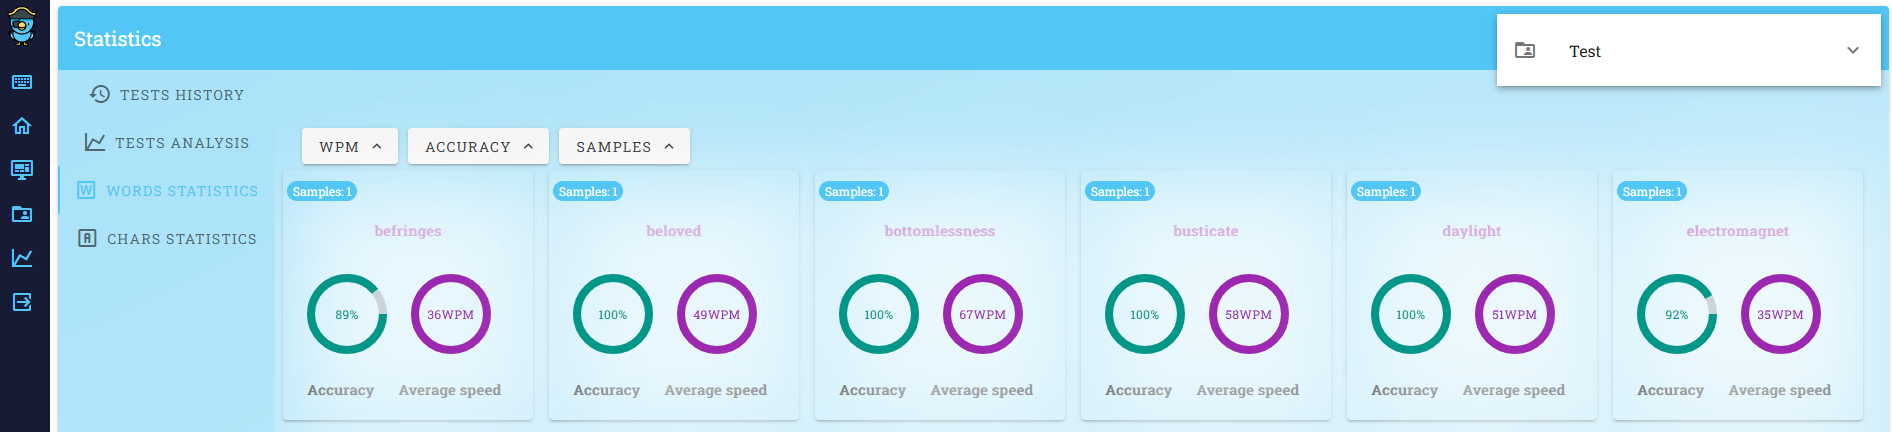 Statistics
Test
TESTS HISTORY
TESTS ANALYSIS
WORDS STATISTICS
CHARS STATISTICS
WPM
ACCURACY
SAMPLES
Samples: 1
befringes
89%
36WPM
Accuracy
Average speed
Samples: 1
beloved
100%
49WPM
Accuracy
Average speed
Samples: 1
bottomlessness
100%
67WPM
Accuracy
Average speed
Samples: 1
busticate
100%
58WPM
Accuracy
Average speed
Samples: 1
daylight
100%
51WPM
Accuracy
Average speed
Samples: 1
electromagnet
92%
35WPM
Accuracy
Average speed